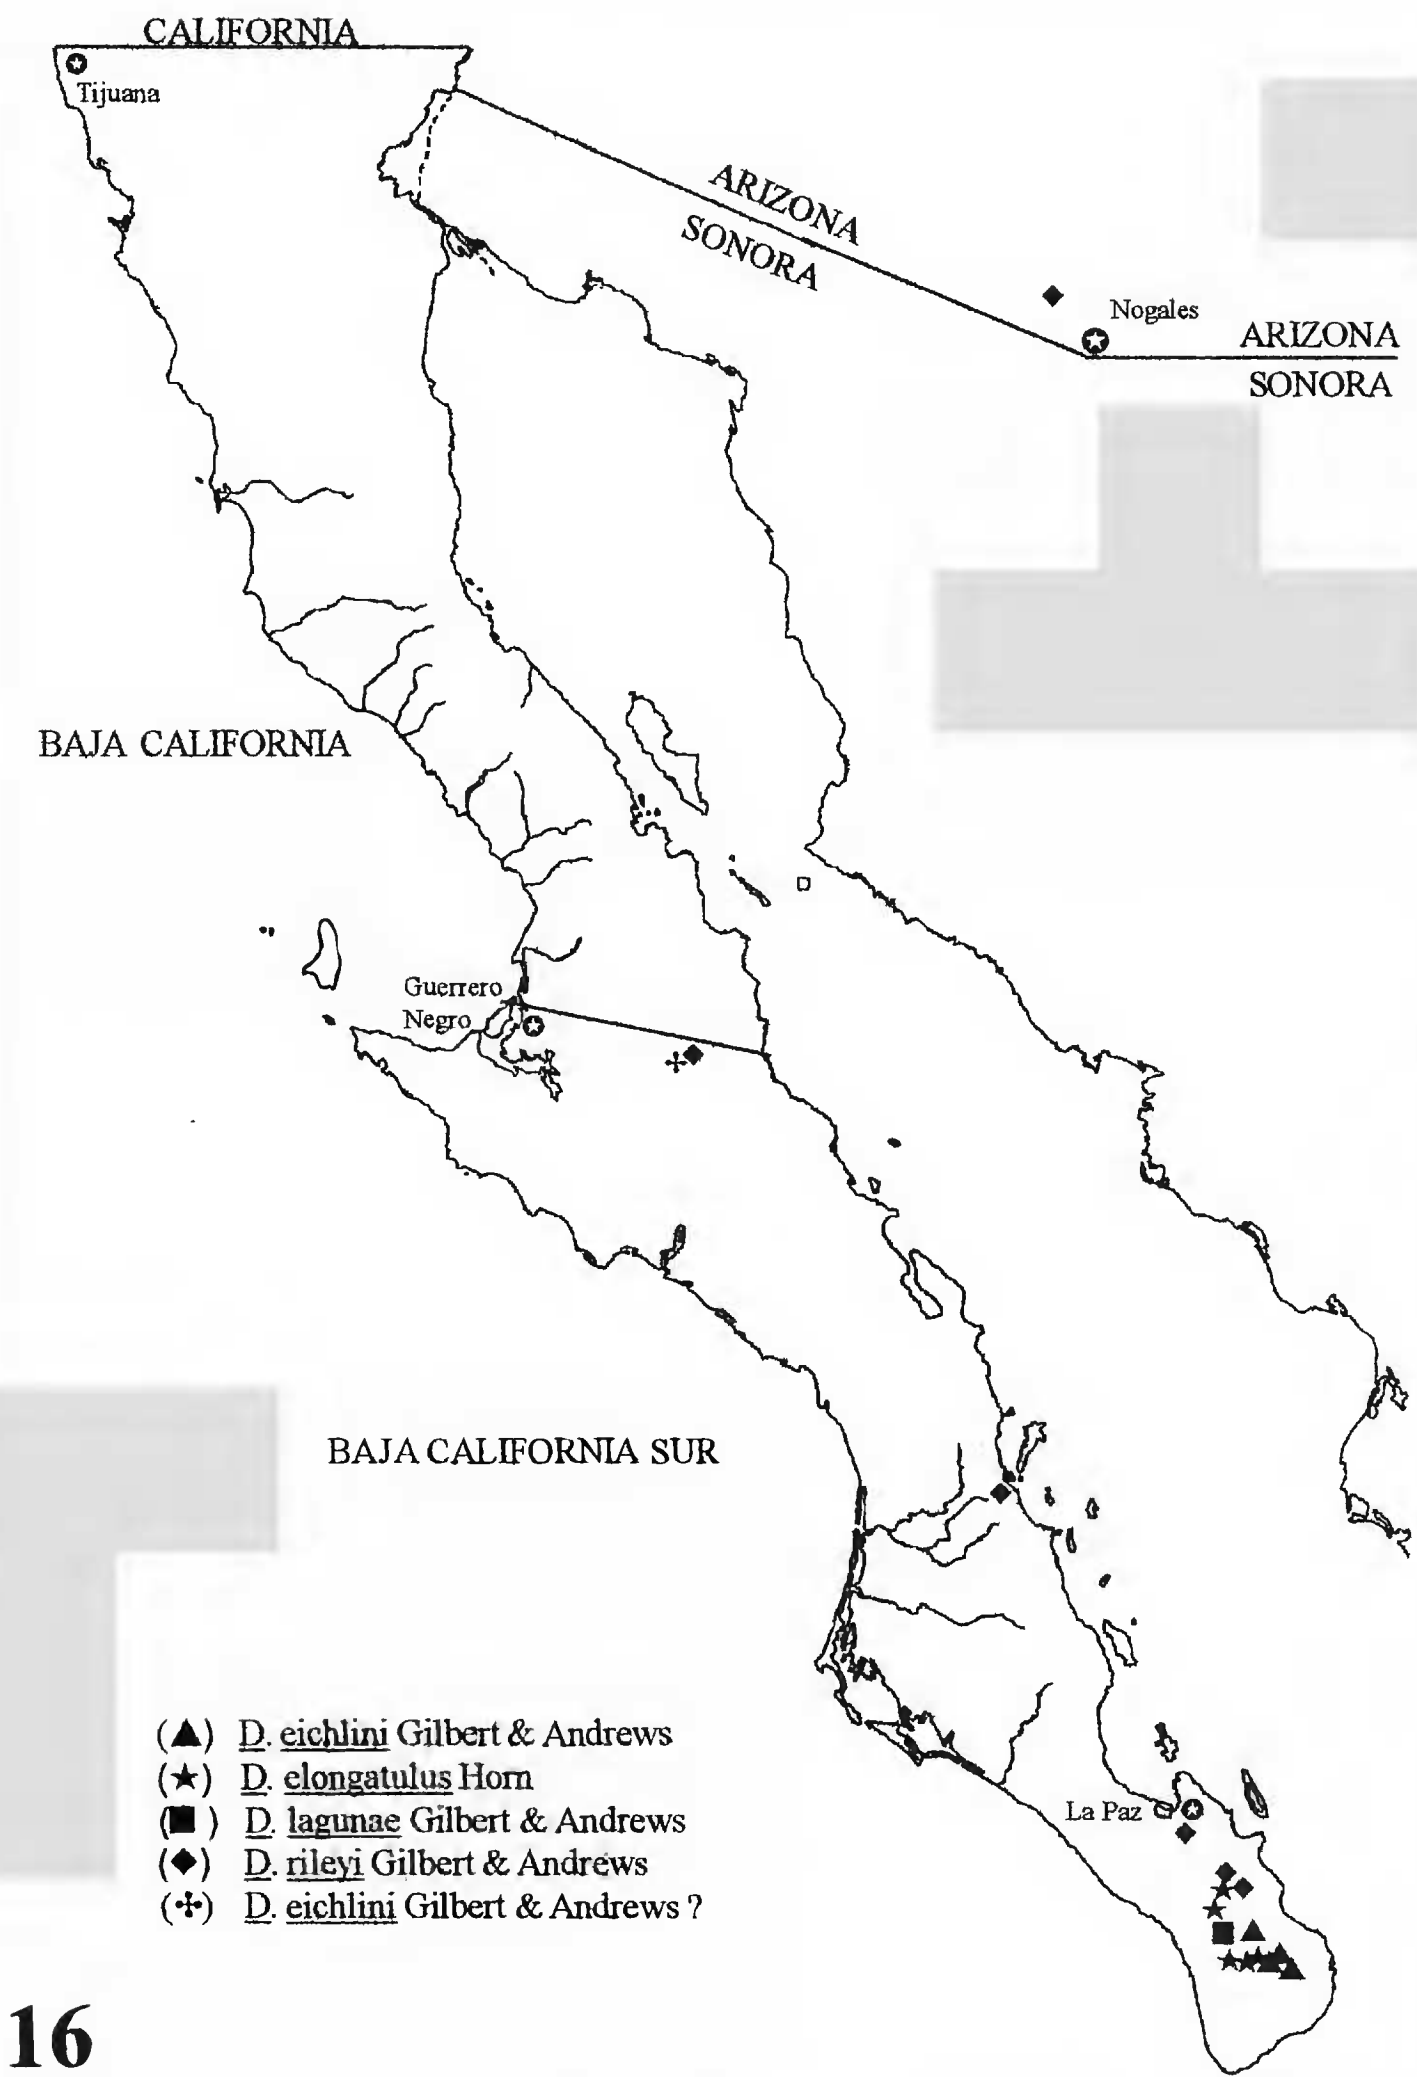 CALIFORNIA
Tijuana
ARIZONA
SONORA
Nogales
ARIZONA
SONORA
BAJA CALIFORNIA
Guerrero
Negro
BAJA CALIFORNIA SUR
(▲) D. eichlini Gilbert & Andrews
(★) D. elongatulus Horn
(■) D. lagunae Gilbert & Andrews
(◆) D. rileyi Gilbert & Andrews
(✢) D. eichlini Gilbert & Andrews ?
La Paz
16